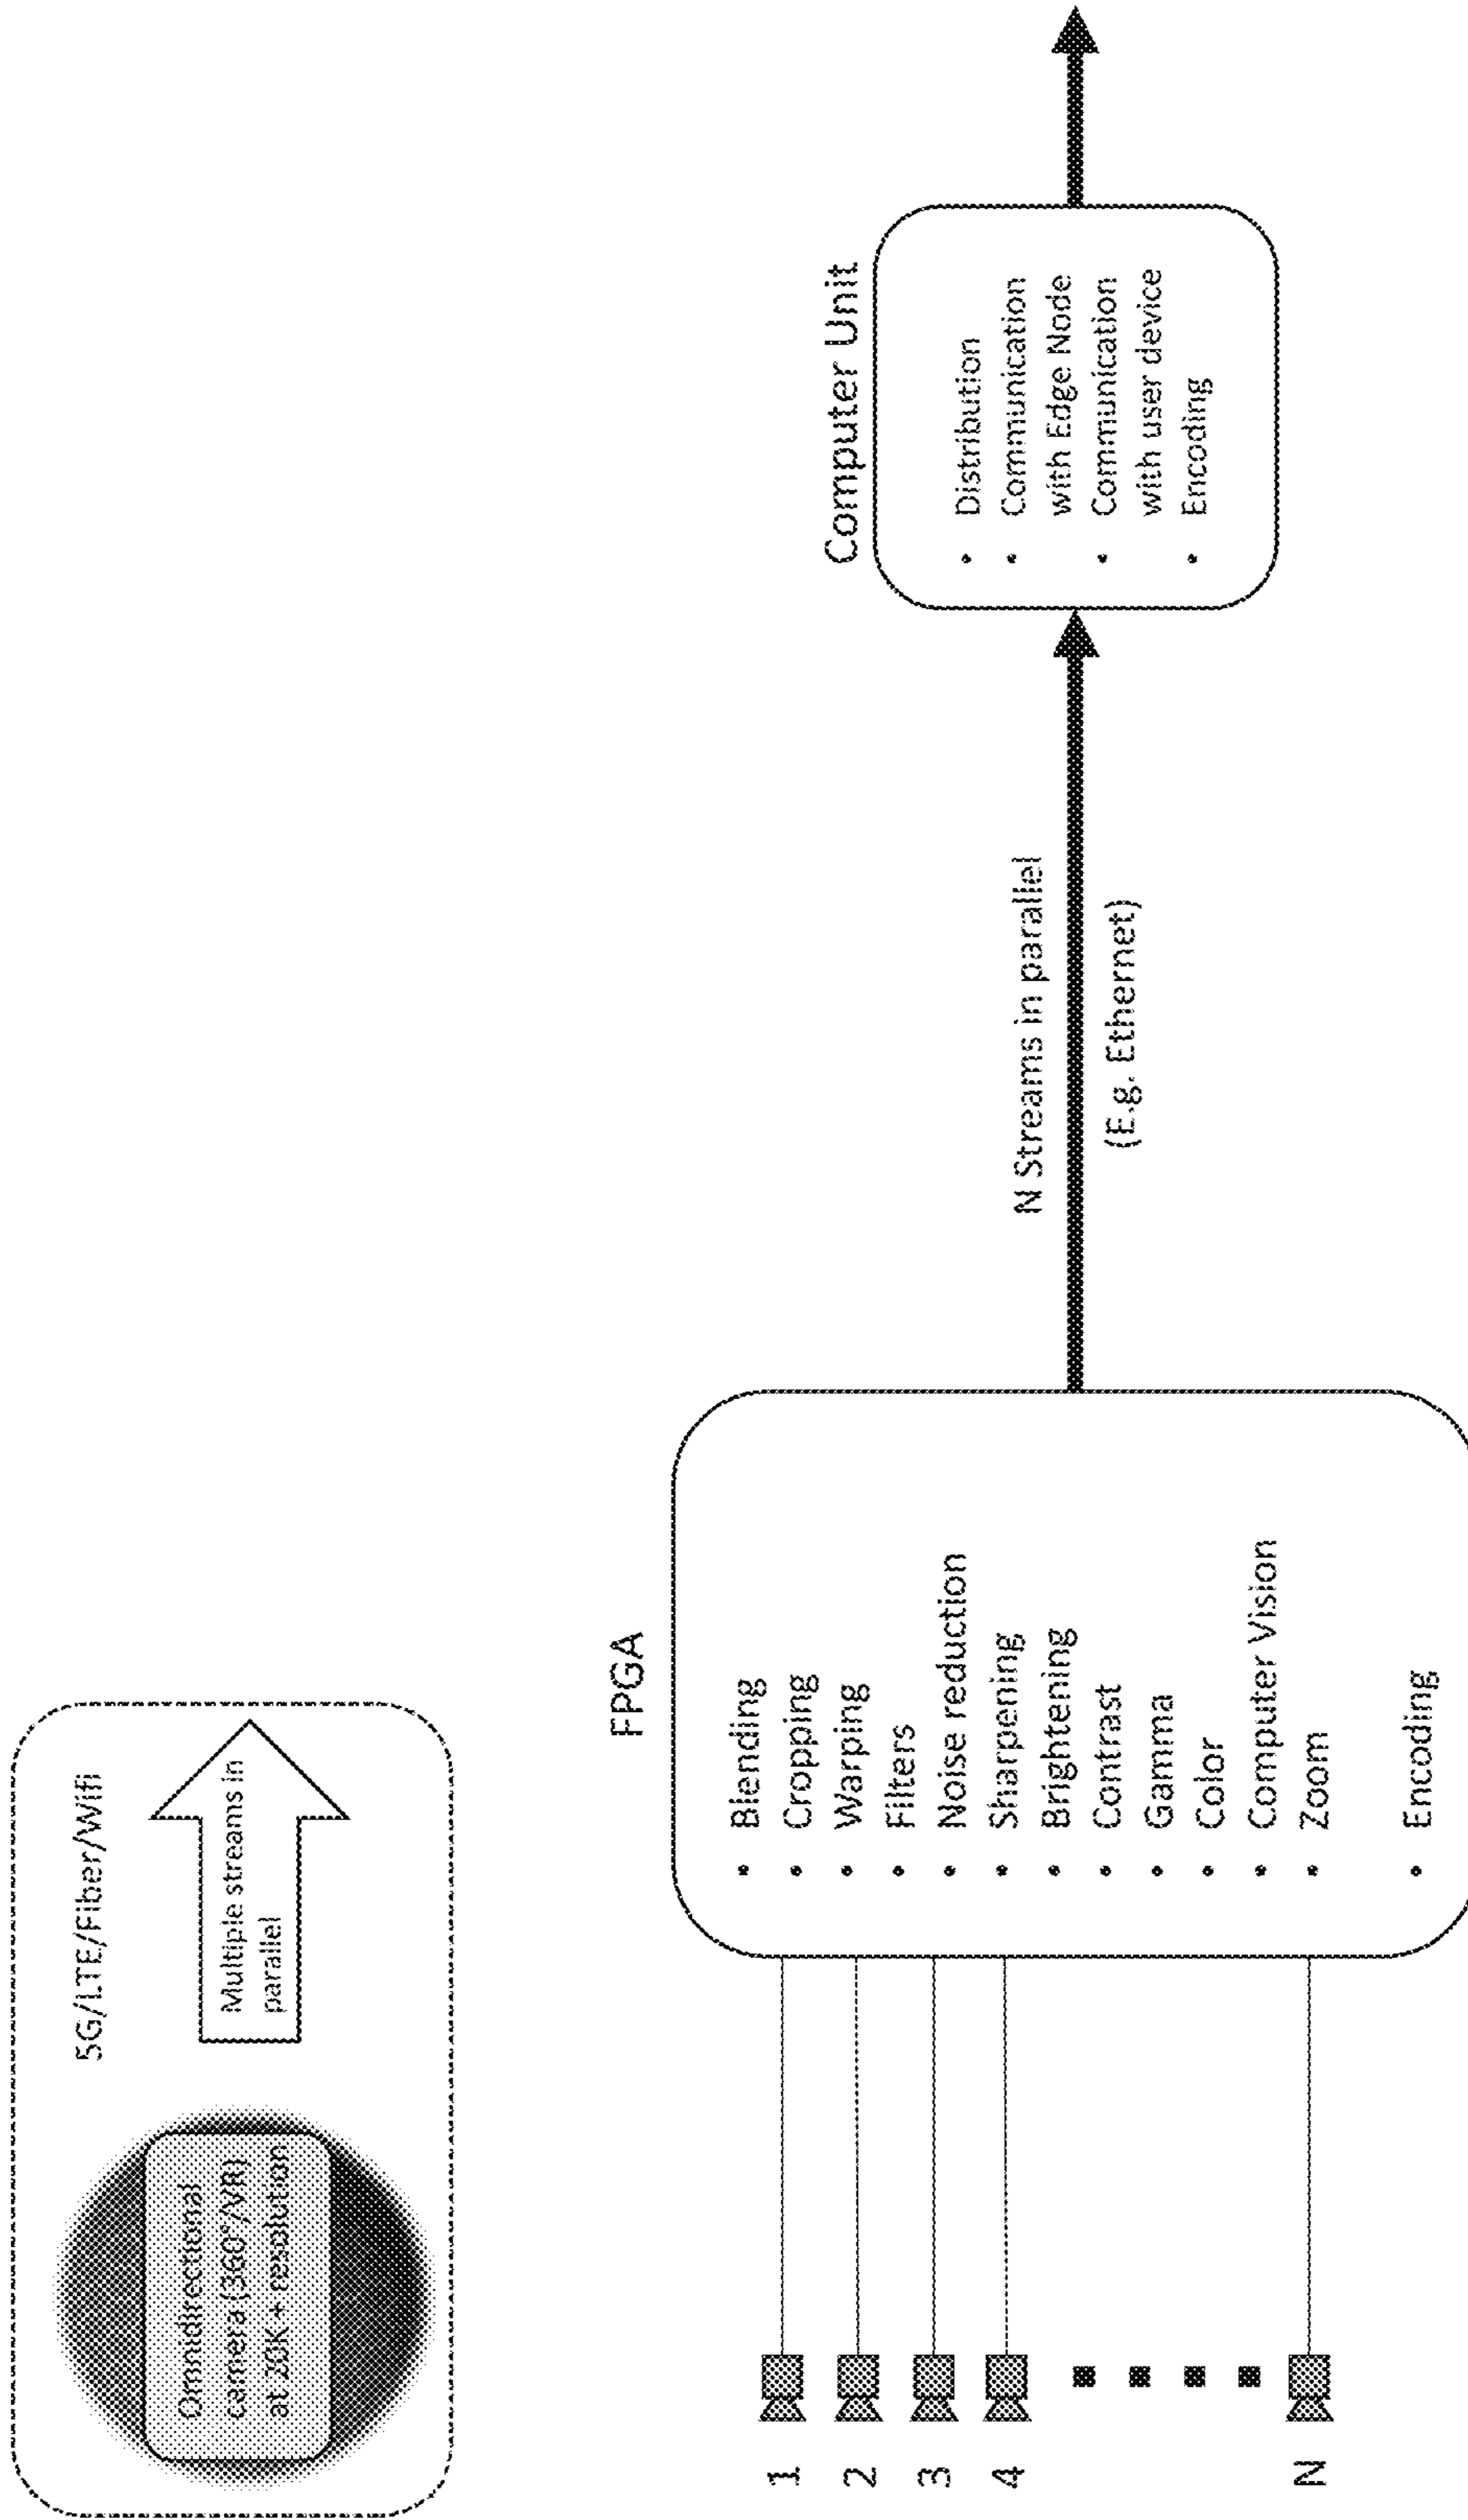 5G/LTE/Fiber/Wifi
Omnidirectional
camera (360°/VR)
at 20K + resolution
Multiple streams in
parallel
FPGA
1
2
3
4
N
• Blending
• Cropping
• Warping
• Filters
• Noise reduction
• Sharpening
• Brightening
• Contrast
• Gamma
• Color
• Computer Vision
• Zoom
• Encoding
N Streams in parallel
(E.g. Ethernet)
Computer Unit
• Distribution
• Communication
with Edge Node
• Communication
with user device
• Encoding